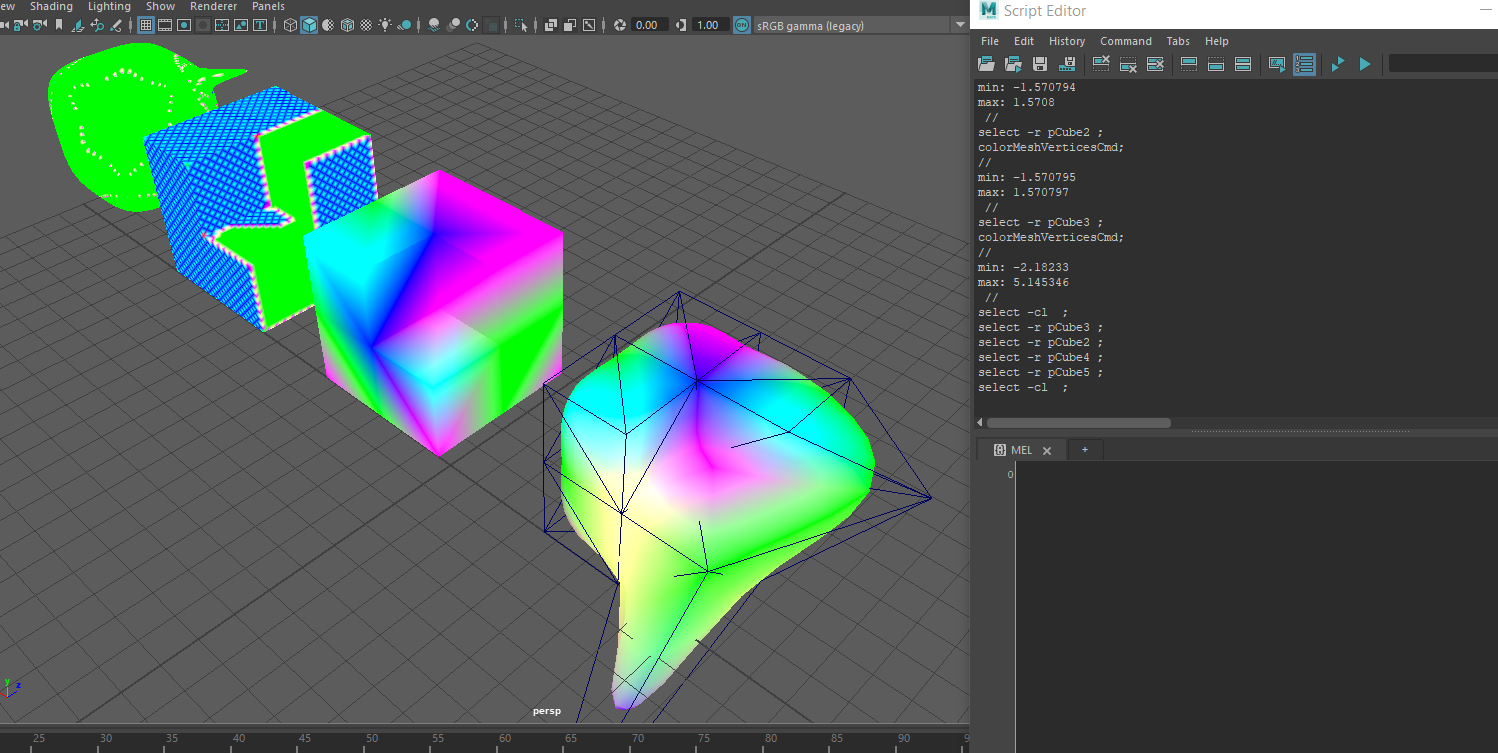 ew Shading Lighting Show Renderer Panels
0.00 1.00 ON sRGB gamma (legacy)
M Script Editor
File Edit History Command Tabs Help
min: -1.570794
max: 1.5708
//
select -r pCube2 ;
colorMeshVerticesCmd;
//
min: -1.570795
max: 1.570797
//
select -r pCube3 ;
colorMeshVerticesCmd;
//
min: -2.18233
max: 5.145346
//
select -cl  ;
select -r pCube3 ;
select -r pCube2 ;
select -r pCube4 ;
select -r pCube5 ;
select -cl  ;
MEL × +
0
y
z
persp
25 30 35 40 45 50 55 60 65 70 75 80 85 90 9